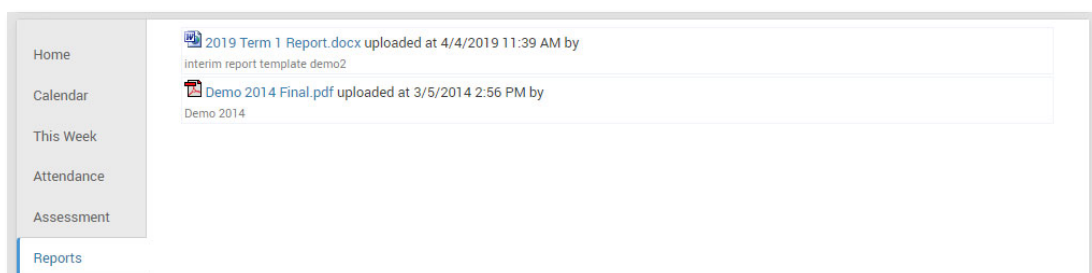 Home
Calendar
This Week
Attendance
Assessment
Reports
2019 Term 1 Report.docx uploaded at 4/4/2019 11:39 AM by
interim report template demo2
Demo 2014 Final.pdf uploaded at 3/5/2014 2:56 PM by
Demo 2014